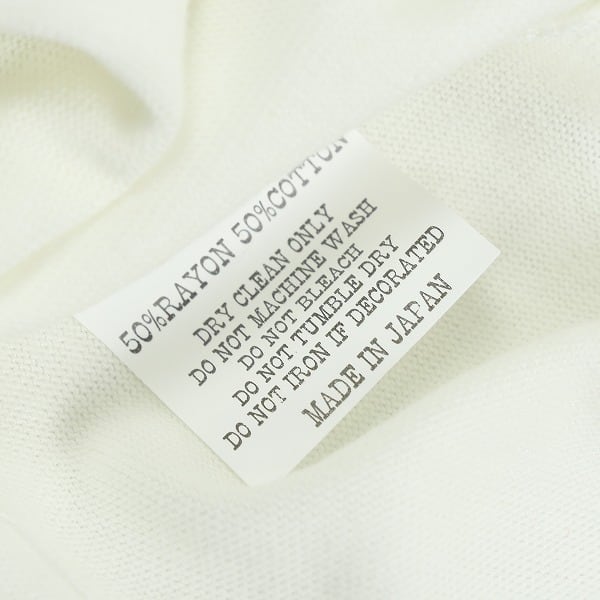 50%RAYON 50%COTTON
DRY CLEAN ONLY
DO NOT MACHINE WASH
DO NOT BLEACH
DO NOT TUMBLE DRY
DO NOT IRON IF DECORATED
MADE IN JAPAN